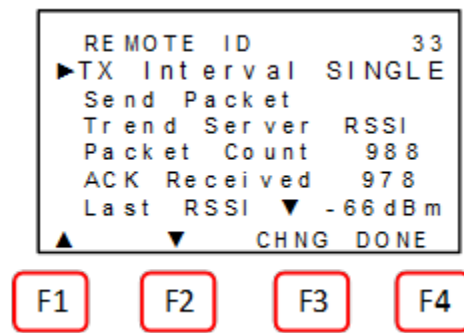 REMOTE ID 33
►TX Interval SINGLE
Send Packet
Trend Server RSSI
Packet Count 988
ACK Received 978
Last RSSI ▼ -66dBm
▲ ▼ CHNG DONE
F1 F2 F3 F4